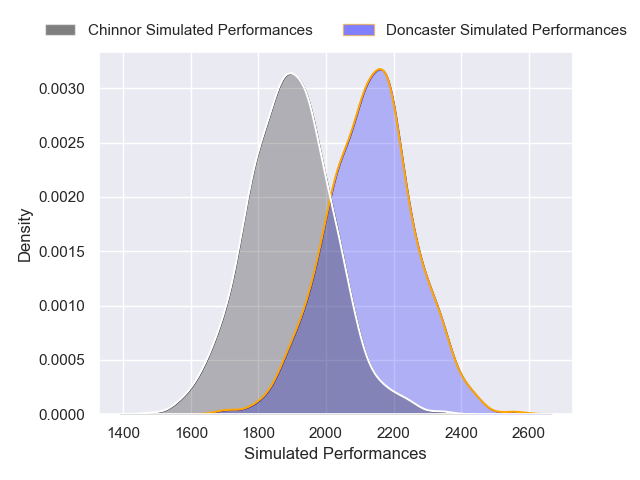 Chinnor Simulated Performances
Doncaster Simulated Performances
0.0030
0.0025
0.0020
0.0015
0.0010
0.0005
0.0000
Density
1400 1600 1800 2000 2200 2400 2600
Simulated Performances